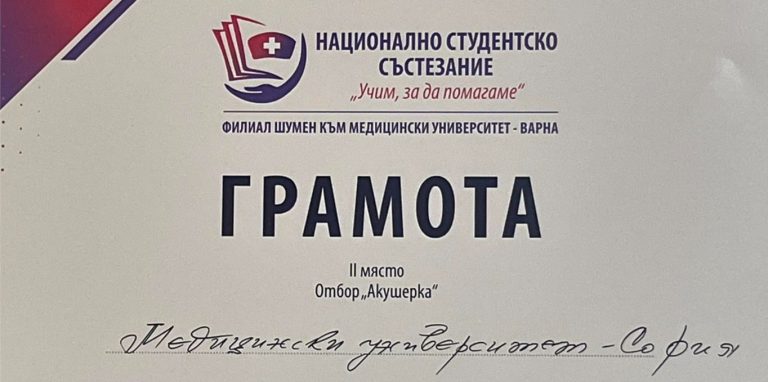 НАЦИОНАЛНО СТУДЕНТСКО
СЪСТЕЗАНИЕ
„Учим, за да помагаме“
ФИЛИАЛ ШУМЕН КЪМ МЕДИЦИНСКИ УНИВЕРСИТЕТ - ВАРНА
ГРАМОТА
II място
Отбор „Акушерка“
Медицински университет - София